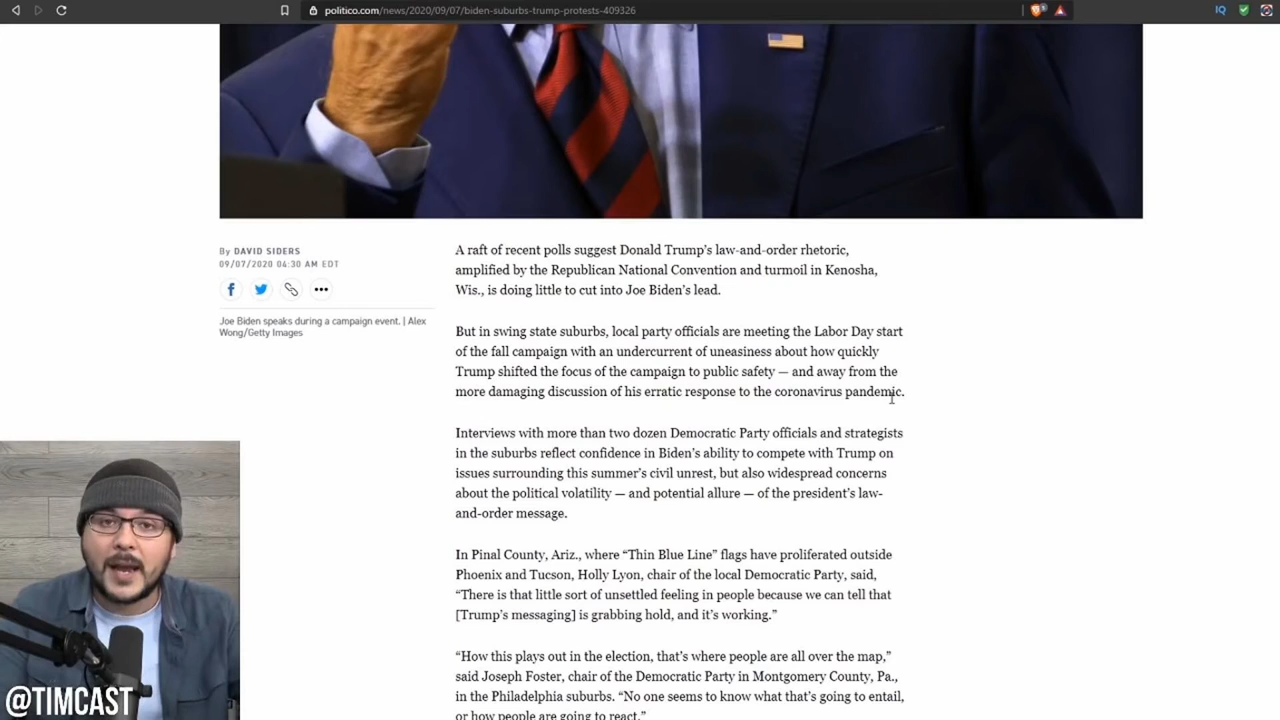 politico.com/news/2020/09/07/biden-suburbs-trump-protests-409326
IQ
By DAVID SIDERS
09/07/2020 04:30 AM EDT
Joe Biden speaks during a campaign event. | Alex
Wong/Getty Images
A raft of recent polls suggest Donald Trump’s law-and-order rhetoric,
amplified by the Republican National Convention and turmoil in Kenosha,
Wis., is doing little to cut into Joe Biden’s lead.
But in swing state suburbs, local party officials are meeting the Labor Day start
of the fall campaign with an undercurrent of uneasiness about how quickly
Trump shifted the focus of the campaign to public safety — and away from the
more damaging discussion of his erratic response to the coronavirus pandemic.
Interviews with more than two dozen Democratic Party officials and strategists
in the suburbs reflect confidence in Biden’s ability to compete with Trump on
issues surrounding this summer’s civil unrest, but also widespread concerns
about the political volatility — and potential allure — of the president’s law-
and-order message.
In Pinal County, Ariz., where “Thin Blue Line” flags have proliferated outside
Phoenix and Tucson, Holly Lyon, chair of the local Democratic Party, said,
“There is that little sort of unsettled feeling in people because we can tell that
[Trump’s messaging] is grabbing hold, and it’s working.”
“How this plays out in the election, that’s where people are all over the map,”
said Joseph Foster, chair of the Democratic Party in Montgomery County, Pa.,
in the Philadelphia suburbs. “No one seems to know what that’s going to entail,
or how people are going to react.”
@TIMCAST